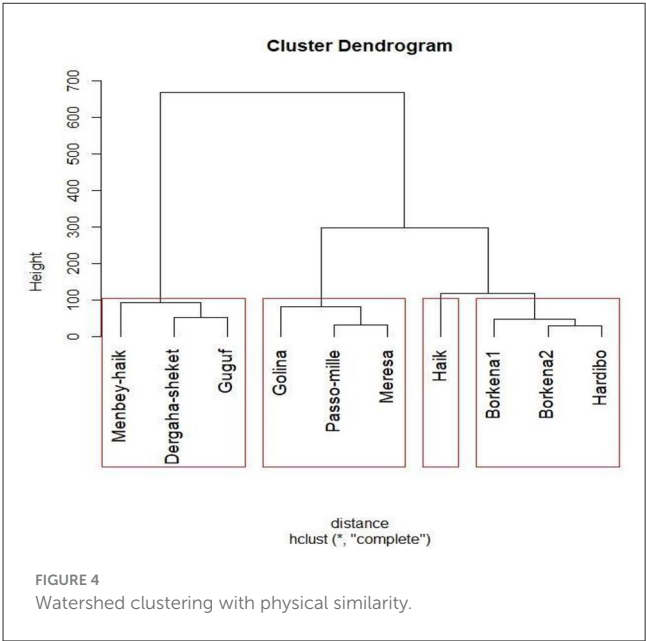 Cluster Dendrogram
Height
700
600
500
400
300
200
100
0
Menbey-haik
Dergaha-sheket
Guguf
Golina
Passo-mille
Meresa
Haik
Borkena1
Borkena2
Hardibo
distance
hclust (*, "complete")
FIGURE 4
Watershed clustering with physical similarity.